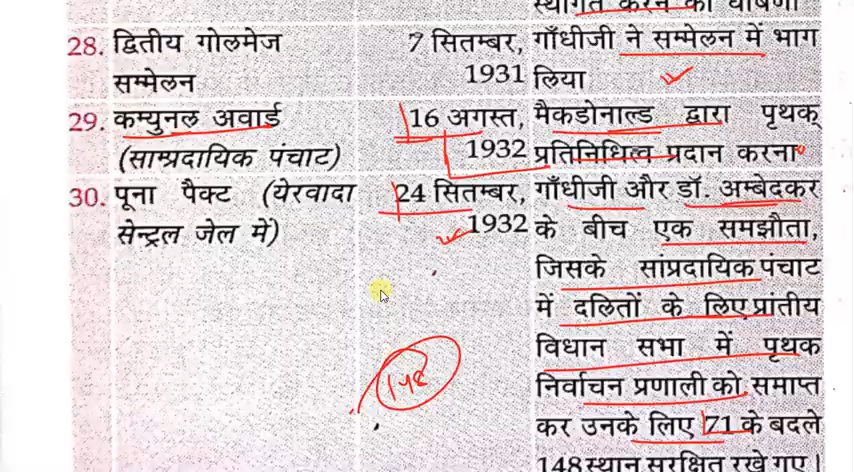 स्थगित करने की घोषणा
28. द्वितीय गोलमेज 7 सितम्बर, गाँधीजी ने सम्मेलन में भाग
सम्मेलन 1931 लिया
29. कम्युनल अवार्ड 16 अगस्त, मैकडोनाल्ड द्वारा पृथक्
(साम्प्रदायिक पंचाट) 1932 प्रतिनिधित्व प्रदान करना
30. पूना पैक्ट (येरवादा 24 सितम्बर, गाँधीजी और डॉ. अम्बेदकर
सेन्ट्रल जेल में) 1932 के बीच एक समझौता,
जिसके सांप्रदायिक पंचाट
में दलितों के लिए प्रांतीय
विधान सभा में पृथक
148 निर्वाचन प्रणाली को समाप्त
कर उनके लिए 71 के बदले
148 स्थान सुरक्षित रखे गए।